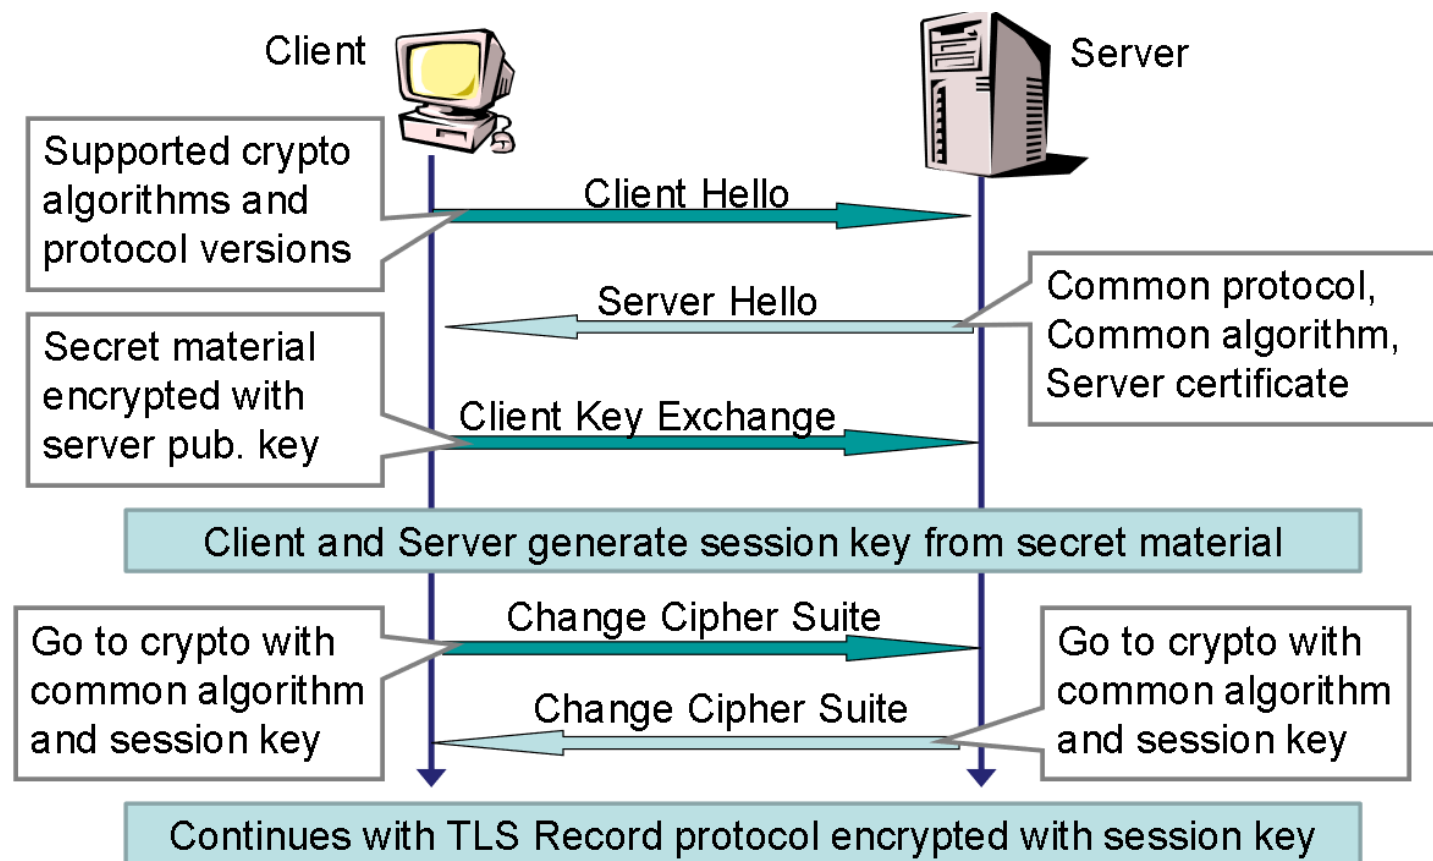 Client
Server
Supported crypto
algorithms and
protocol versions
Client Hello
Server Hello
Common protocol,
Common algorithm,
Server certificate
Secret material
encrypted with
server pub. key
Client Key Exchange
Client and Server generate session key from secret material
Change Cipher Suite
Go to crypto with
common algorithm
and session key
Change Cipher Suite
Go to crypto with
common algorithm
and session key
Continues with TLS Record protocol encrypted with session key